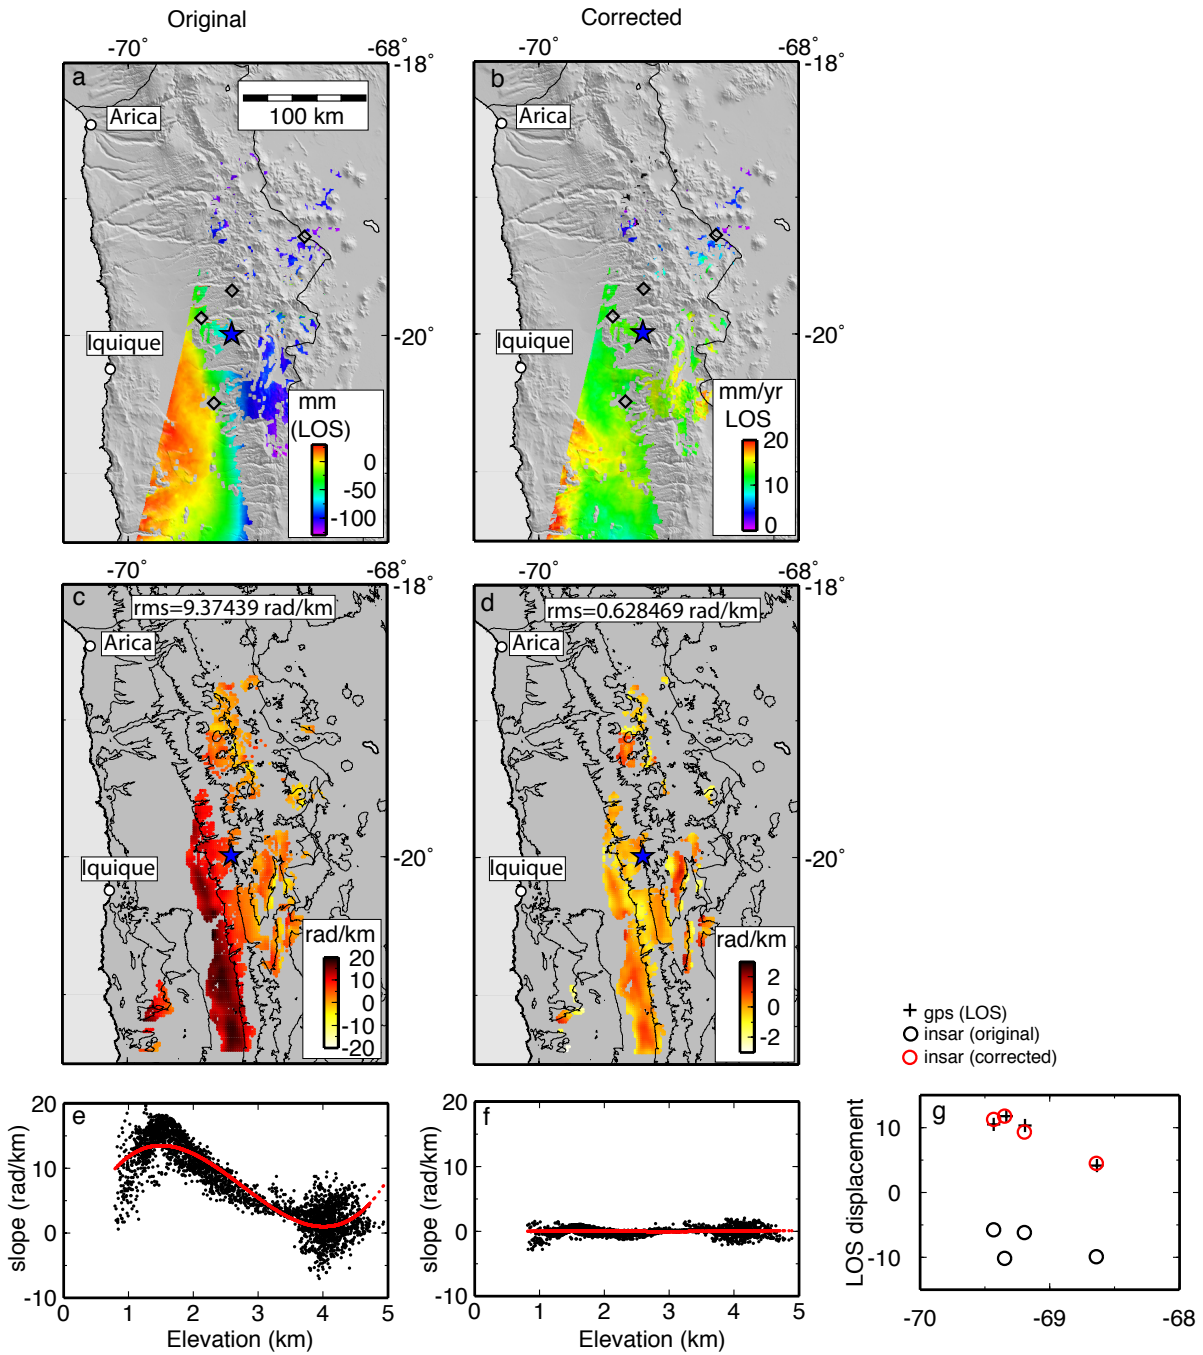 Original
Corrected
-70° -68°
-70° -68°
a
-18°
b
-18°
100 km
Arica
Arica
-20°
-20°
Iquique
Iquique
mm
(LOS)
0
-50
-100
mm/yr
LOS
20
10
0
-70° -68°
-70° -68°
c
-18°
d
-18°
rms=9.37439 rad/km
rms=0.628469 rad/km
Arica
Arica
-20°
-20°
Iquique
Iquique
rad/km
20
10
0
-10
-20
rad/km
2
0
-2
gps (LOS)
insar (original)
insar (corrected)
e
slope (rad/km)
20
10
0
-10
0 1 2 3 4 5
Elevation (km)
f
slope (rad/km)
20
10
0
-10
0 1 2 3 4 5
Elevation (km)
g
LOS displacement
10
0
-10
-70 -69 -68